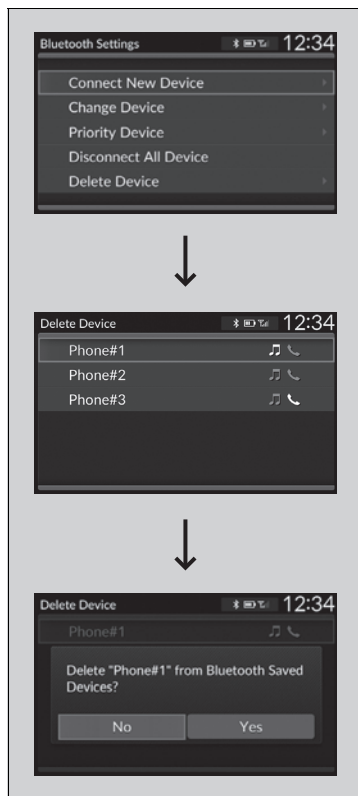 Bluetooth Settings 12:34
Connect New Device
Change Device
Priority Device
Disconnect All Device
Delete Device
Delete Device 12:34
Phone#1
Phone#2
Phone#3
Delete Device 12:34
Phone#1
Delete "Phone#1" from Bluetooth Saved
Devices?
No Yes